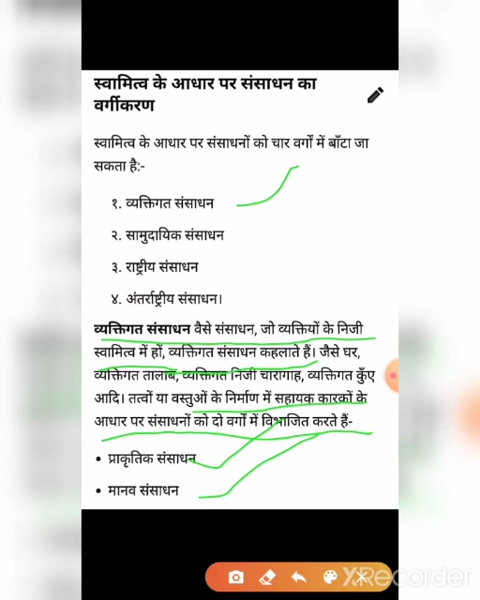 स्वामित्व के आधार पर संसाधन का
वर्गीकरण
स्वामित्व के आधार पर संसाधनों को चार वर्गों में बाँटा जा
सकता है:-
१. व्यक्तिगत संसाधन
२. सामुदायिक संसाधन
३. राष्ट्रीय संसाधन
४. अंतर्राष्ट्रीय संसाधन।
व्यक्तिगत संसाधन वैसे संसाधन, जो व्यक्तियों के निजी
स्वामित्व में हों, व्यक्तिगत संसाधन कहलाते हैं। जैसे घर,
व्यक्तिगत तालाब, व्यक्तिगत निजी चारागाह, व्यक्तिगत कुँए
आदि। तत्वों या वस्तुओं के निर्माण में सहायक कारकों के
आधार पर संसाधनों को दो वर्गों में विभाजित करते हैं-
• प्राकृतिक संसाधन
• मानव संसाधन
XRecorder